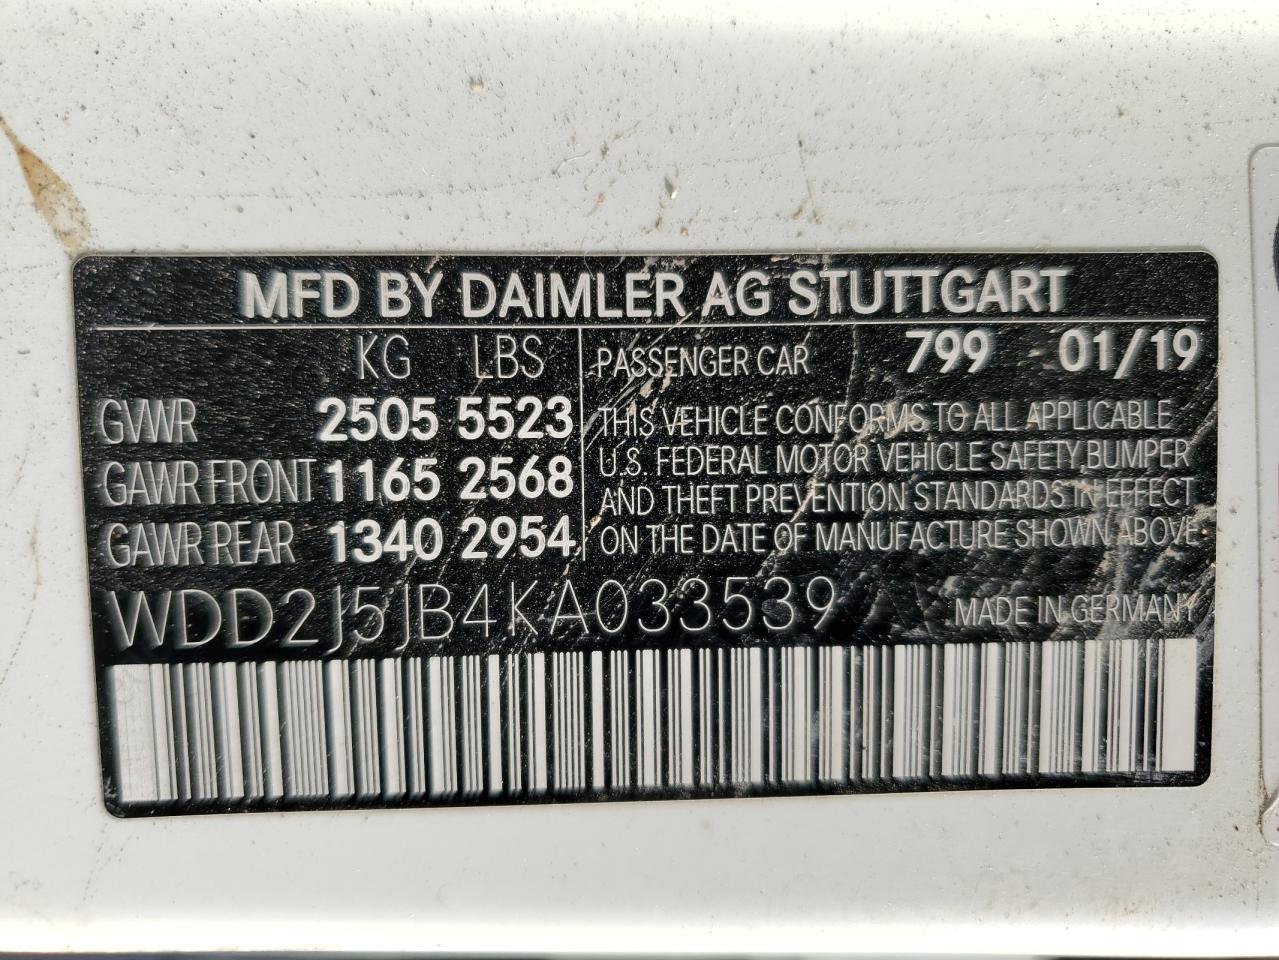 MFD BY DAIMLER AG STUTTGART
KG LBS
GVWR 2505 5523
GAWR FRONT 1165 2568
GAWR REAR 1340 2954
PASSENGER CAR 799 01/19
THIS VEHICLE CONFORMS TO ALL APPLICABLE
U.S. FEDERAL MOTOR VEHICLE SAFETY, BUMPER
AND THEFT PREVENTION STANDARDS IN EFFECT
ON THE DATE OF MANUFACTURE SHOWN ABOVE
WDD2J5JB4KA033539
MADE IN GERMANY